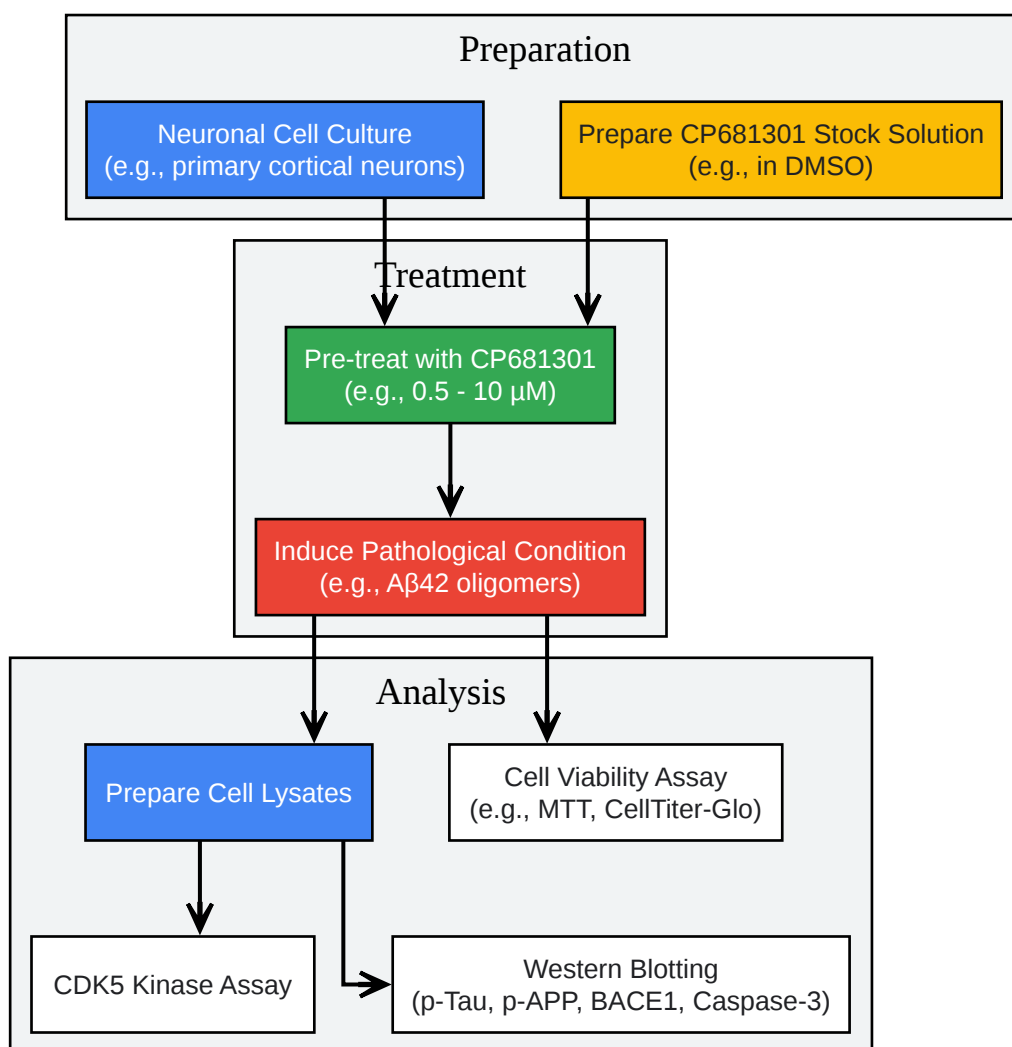 Preparation
Neuronal Cell Culture
(e.g., primary cortical neurons)
Prepare CP681301 Stock Solution
(e.g., in DMSO)
Treatment
Pre-treat with CP681301
(e.g., 0.5 - 10 µM)
Induce Pathological Condition
(e.g., Aβ42 oligomers)
Analysis
Prepare Cell Lysates
Cell Viability Assay
(e.g., MTT, CellTiter-Glo)
CDK5 Kinase Assay
Western Blotting
(p-Tau, p-APP, BACE1, Caspase-3)